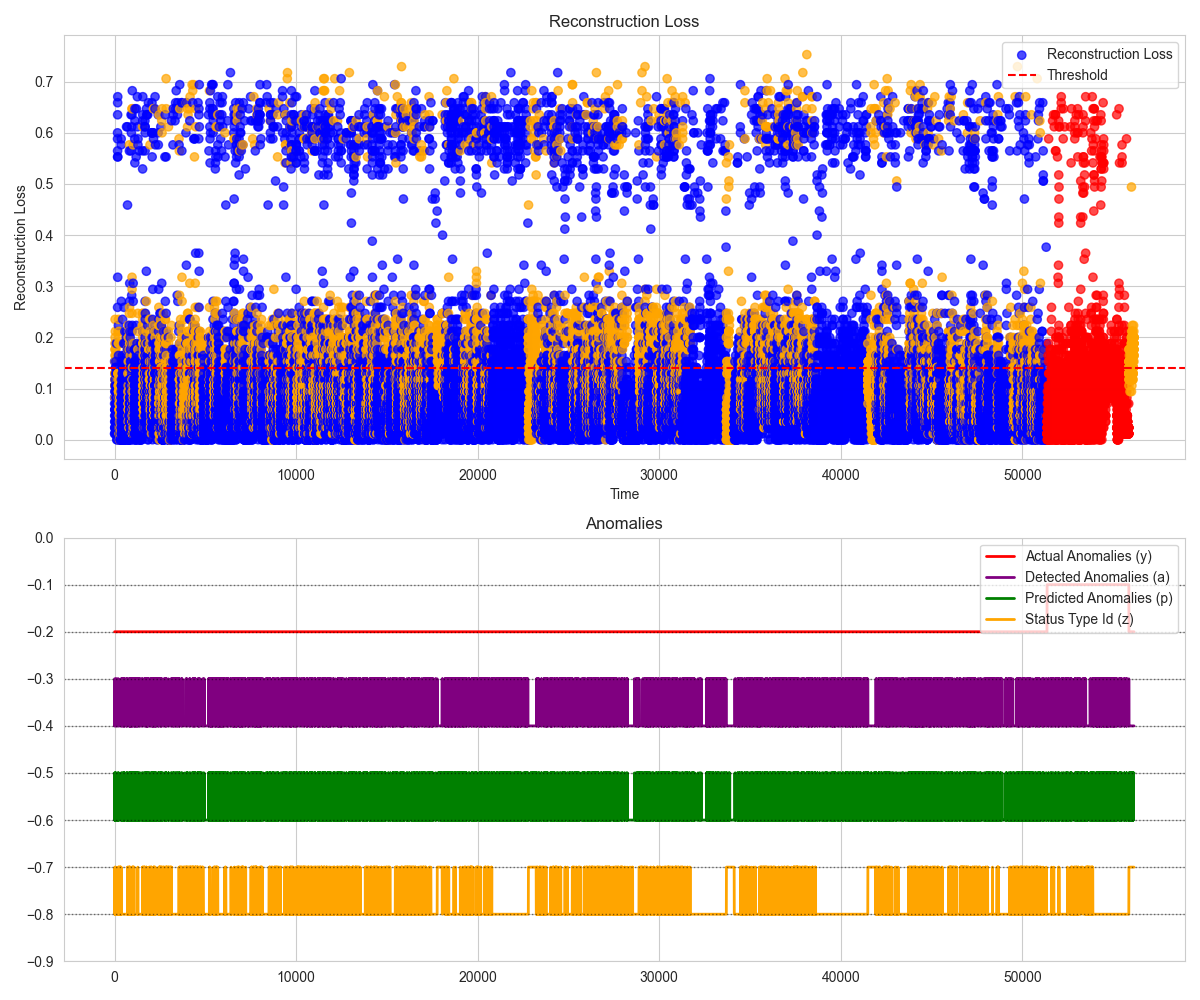 Reconstruction Loss
Reconstruction Loss
Threshold
Reconstruction Loss
0.7
0.6
0.5
0.4
0.3
0.2
0.1
0.0
0 10000 20000 30000 40000 50000
Time
Anomalies
Actual Anomalies (y)
Detected Anomalies (a)
Predicted Anomalies (p)
Status Type Id (z)
0.0
−0.1
−0.2
−0.3
−0.4
−0.5
−0.6
−0.7
−0.8
−0.9
0 10000 20000 30000 40000 50000